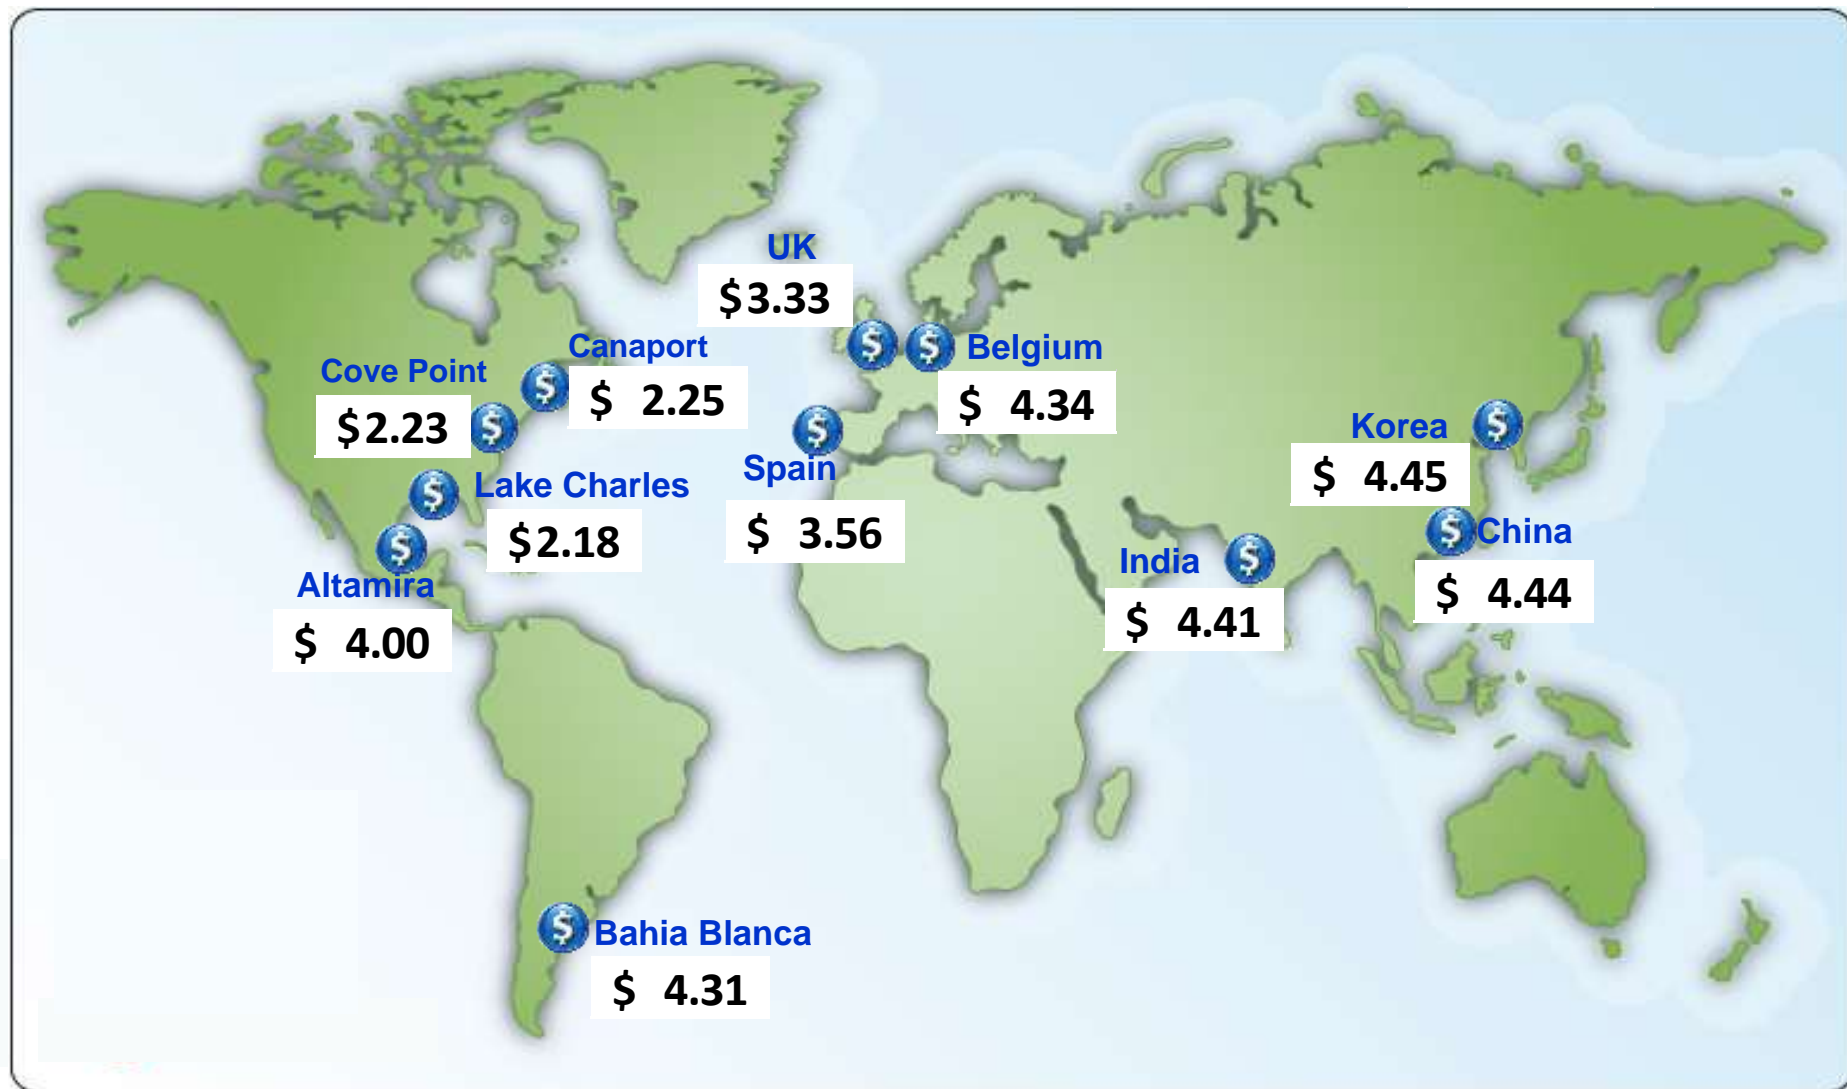 UK
$3.33
Canaport
$ 2.25
Cove Point
$2.23
Belgium
$ 4.34
Korea
$ 4.45
Spain
$ 3.56
Lake Charles
$2.18
China
$ 4.44
India
$ 4.41
Altamira
$ 4.00
Bahia Blanca
$ 4.31